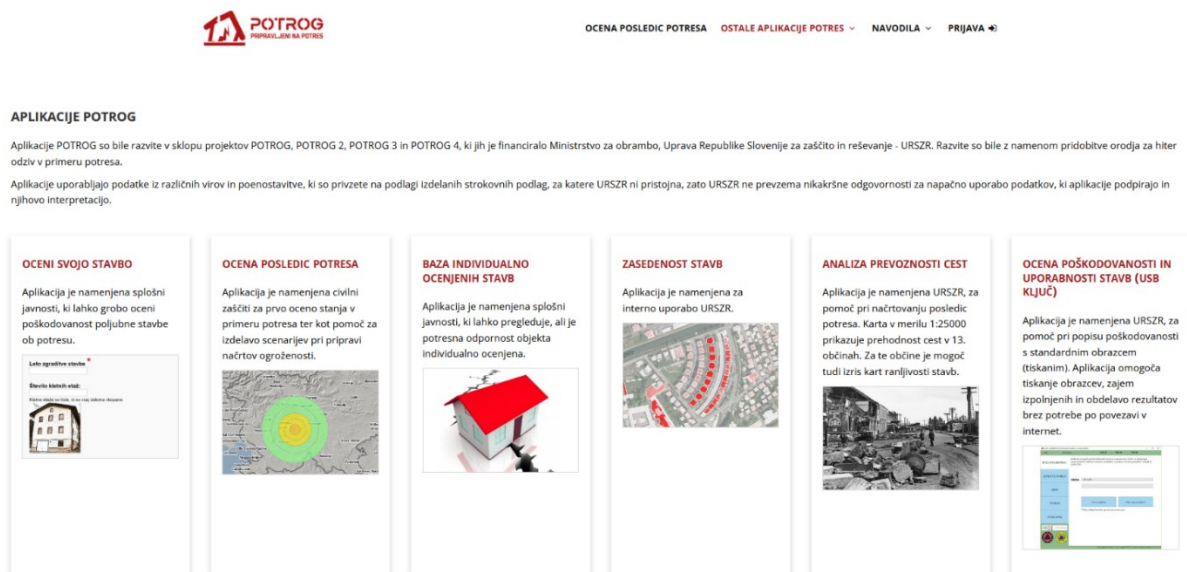 POTROG
PRIPRAVLJENI NA POTRES
OCENA POSLEDIC POTRESA
OSTALE APLIKACIJE POTRES
NAVODILA
PRIJAVA
APLIKACIJE POTROG
Aplikacije POTROG so bile razvite v sklopu projektov POTROG, POTROG 2, POTROG 3 in POTROG 4, ki jih je financiralo Ministrstvo za obrambo, Uprava Republike Slovenije za zaščito in reševanje - URSZR. Razvite so bile z namenom pridobitve orodja za hiter
odziv v primeru potresa.
Aplikacije uporabljajo podatke iz različnih virov in poenostavitve, ki so privzete na podlagi izdelanih strokovnih podlag, za katere URSZR ni pristojna, zato URSZR ne prevzema nikakršne odgovornosti za napačno uporabo podatkov, ki aplikacije podpirajo in
njihovo interpretacijo.
OCENI SVOJO STAVBO
Aplikacija je namenjena splošni
javnosti, ki lahko grobo oceni
poškodovanost poljubne stavbe
ob potresu.
Leto zgraditve stavbe *
Število kletnih etaž:
OCENA POSLEDIC POTRESA
Aplikacija je namenjena civilni
zaščiti za prvo oceno stanja v
primeru potresa ter kot pomoč za
izdelavo scenarijev pri pripravi
načrtov ogroženosti.
BAZA INDIVIDUALNO
OCENJENIH STAVB
Aplikacija je namenjena splošni
javnosti, ki lahko pregleduje, ali je
potresna odpornost objekta
individualno ocenjena.
ZASEDENOST STAVB
Aplikacija je namenjena za
interno uporabo URSZR.
ANALIZA PREVOZNOSTI CEST
Aplikacija je namenjena URSZR, za
pomoč pri načrtovanju posledic
potresa. Karta v merilu 1:25000
prikazuje prehodnost cest v 13.
občinah. Za te občine je mogoč
tudi izris kart ranljivosti stavb.
OCENA POŠKODOVANOSTI IN
UPORABNOSTI STAVB (USB
KLJUČ)
Aplikacija je namenjena URSZR, za
pomoč pri popisu poškodovanosti
s standardnim obrazcem
(tiskanim). Aplikacija omogoča
tiskanje obrazcev, zajem
izpolnjenih in obdelavo rezultatov
brez potrebe po povezavi v
internet.